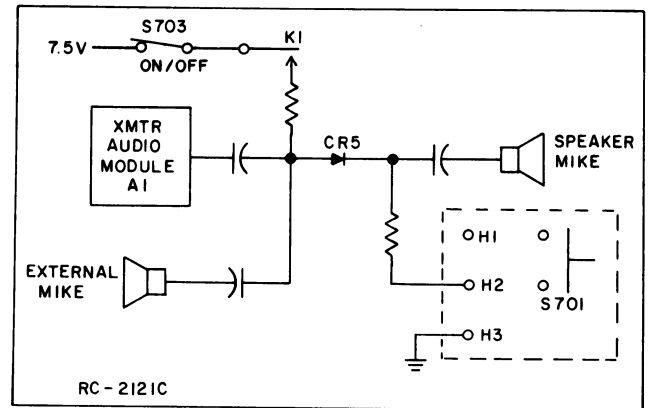 S703
K1
7.5V
ON/OFF
XMTR
AUDIO
MODULE
A1
CR5
SPEAKER
MIKE
EXTERNAL
MIKE
H1
H2
S701
H3
RC-2121C